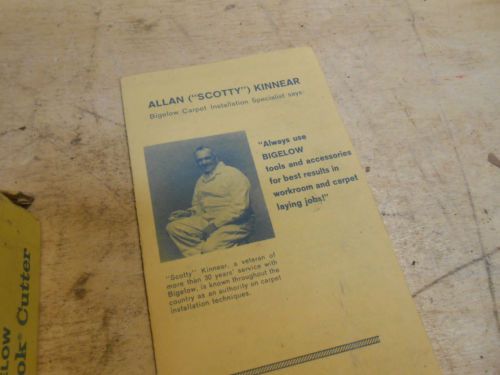 ALLAN ("SCOTTY") KINNEAR
Bigelow Carpet Installation Specialist says:
"Always use
BIGELOW
tools and accessories
for best results in
workroom and carpet
laying jobs!"
"Scotty" Kinnear, a veteran of
more than 30 years' service with
Bigelow, is known throughout the
country as an authority on carpet
installation techniques.
LOW
ok® Cutter